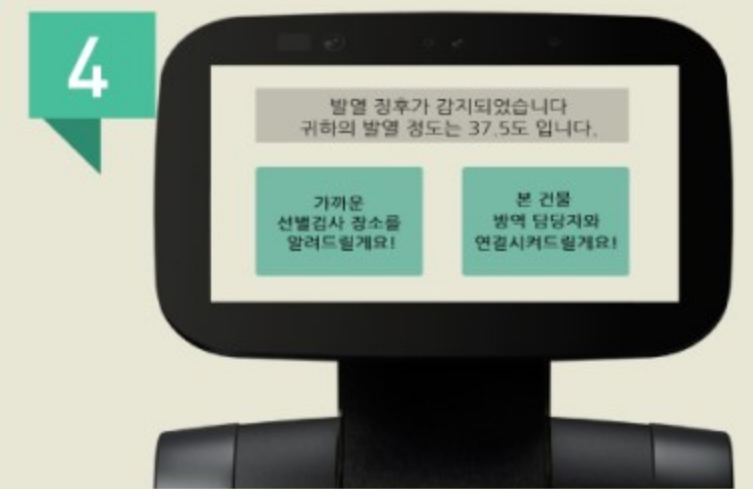 4
발열 징후가 감지되었습니다
귀하의 발열 정도는 37.5도 입니다.
가까운
선별검사 장소를
알려드릴게요!
본 건물
방역 담당자와
연결시켜드릴게요!